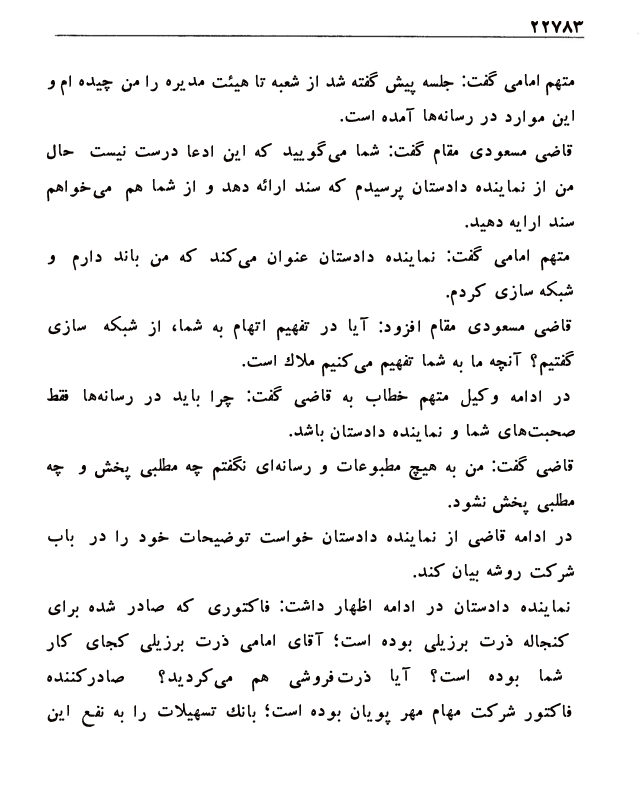 ۲۲۷۸۳
متهم امامی گفت: جلسه پیش گفته شد از شعبه تا هیئت مدیره را من چیده ام و
این موارد در رسانه‌ها آمده است.
قاضی مسعودی مقام گفت: شما می‌گویید که این ادعا درست نیست حال
من از نماینده دادستان پرسیدم که سند ارائه دهد و از شما هم می‌خواهم
سند ارایه دهید.
متهم امامی گفت: نماینده دادستان عنوان می‌کند که من باند دارم و
شبکه سازی کردم.
قاضی مسعودی مقام افزود: آیا در تفهیم اتهام به شما، از شبکه سازی
گفتیم؟ آنچه ما به شما تفهیم می‌کنیم ملاك است.
در ادامه وکیل متهم خطاب به قاضی گفت: چرا باید در رسانه‌ها فقط
صحبت‌های شما و نماینده دادستان باشد.
قاضی گفت: من به هیچ مطبوعات و رسانه‌ای نگفتم چه مطلبی پخش و چه
مطلبی پخش نشود.
در ادامه قاضی از نماینده دادستان خواست توضیحات خود را در باب
شرکت روشه بیان کند.
نماینده دادستان در ادامه اظهار داشت: فاکتوری که صادر شده برای
کنجاله ذرت برزیلی بوده است؛ آقای امامی ذرت برزیلی کجای کار
شما بوده است؟ آیا ذرت‌فروشی هم می‌کردید؟ صادرکننده
فاکتور شرکت مهام مهر پویان بوده است؛ بانك تسهیلات را به نفع این